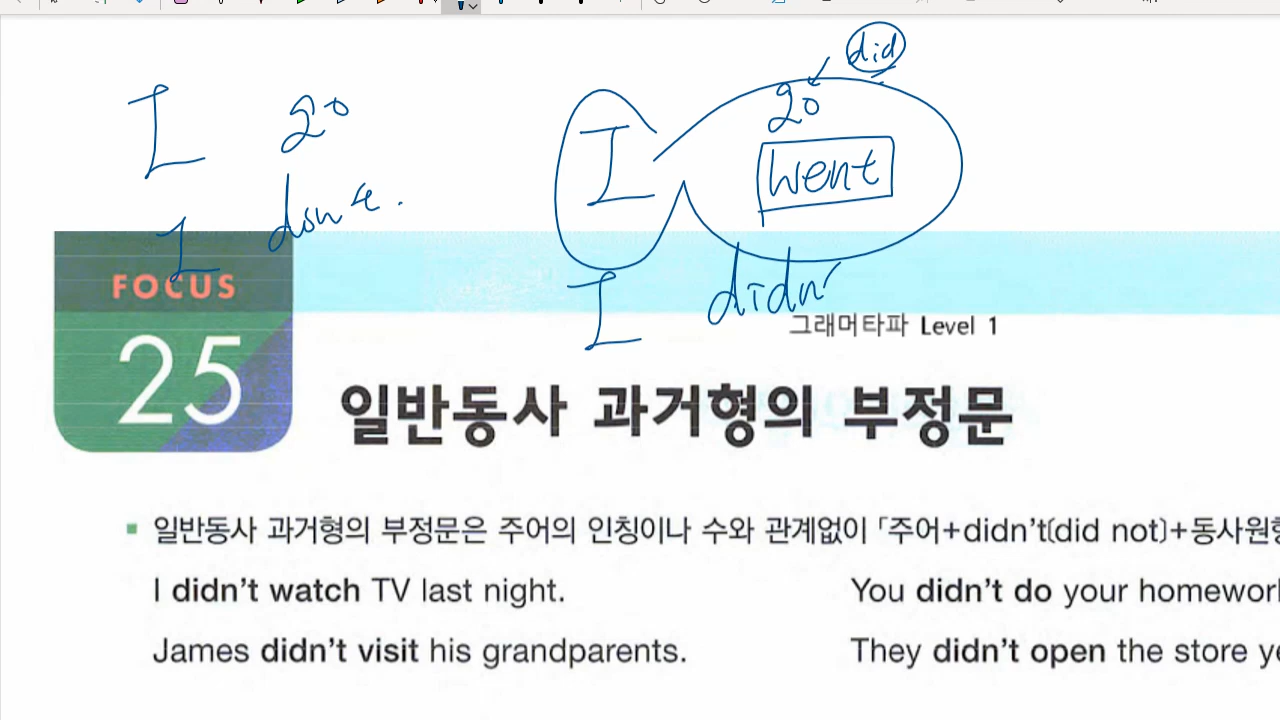 did
I go I go
went
I don't.
I didn'
FOCUS
25
그래머타파 Level 1
일반동사 과거형의 부정문
일반동사 과거형의 부정문은 주어의 인칭이나 수와 관계없이 「주어+didn't(did not)+동사원형
I didn't watch TV last night. You didn't do your homework
James didn't visit his grandparents. They didn't open the store ye